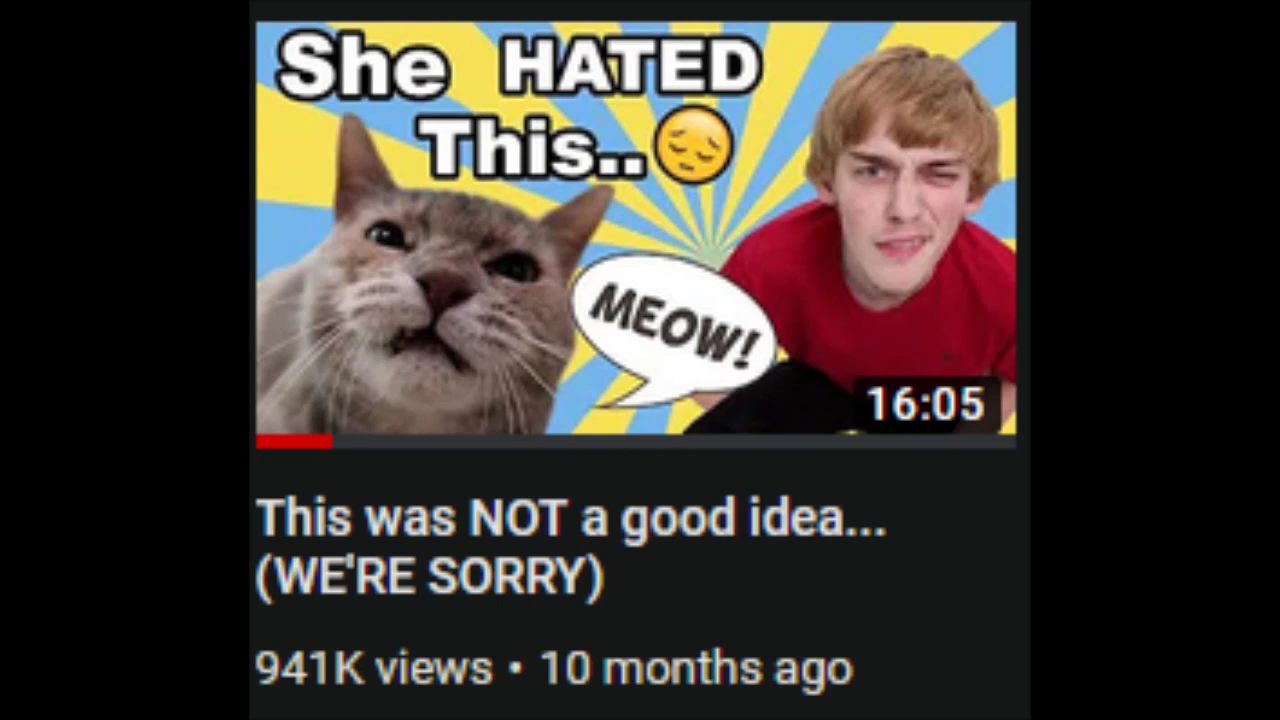 She HATED
This..
MEOW!
16:05
This was NOT a good idea...
(WE'RE SORRY)
941K views • 10 months ago